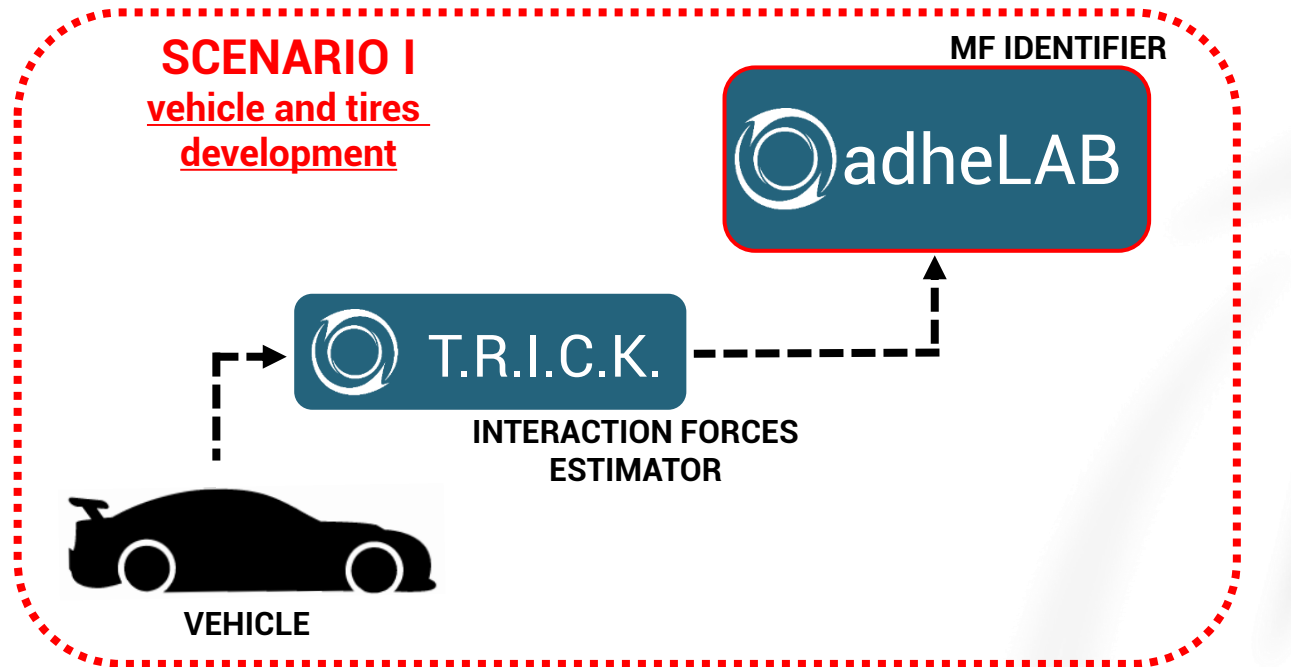 SCENARIO I
vehicle and tires
development
MF IDENTIFIER
adheLAB
T.R.I.C.K.
INTERACTION FORCES
ESTIMATOR
VEHICLE